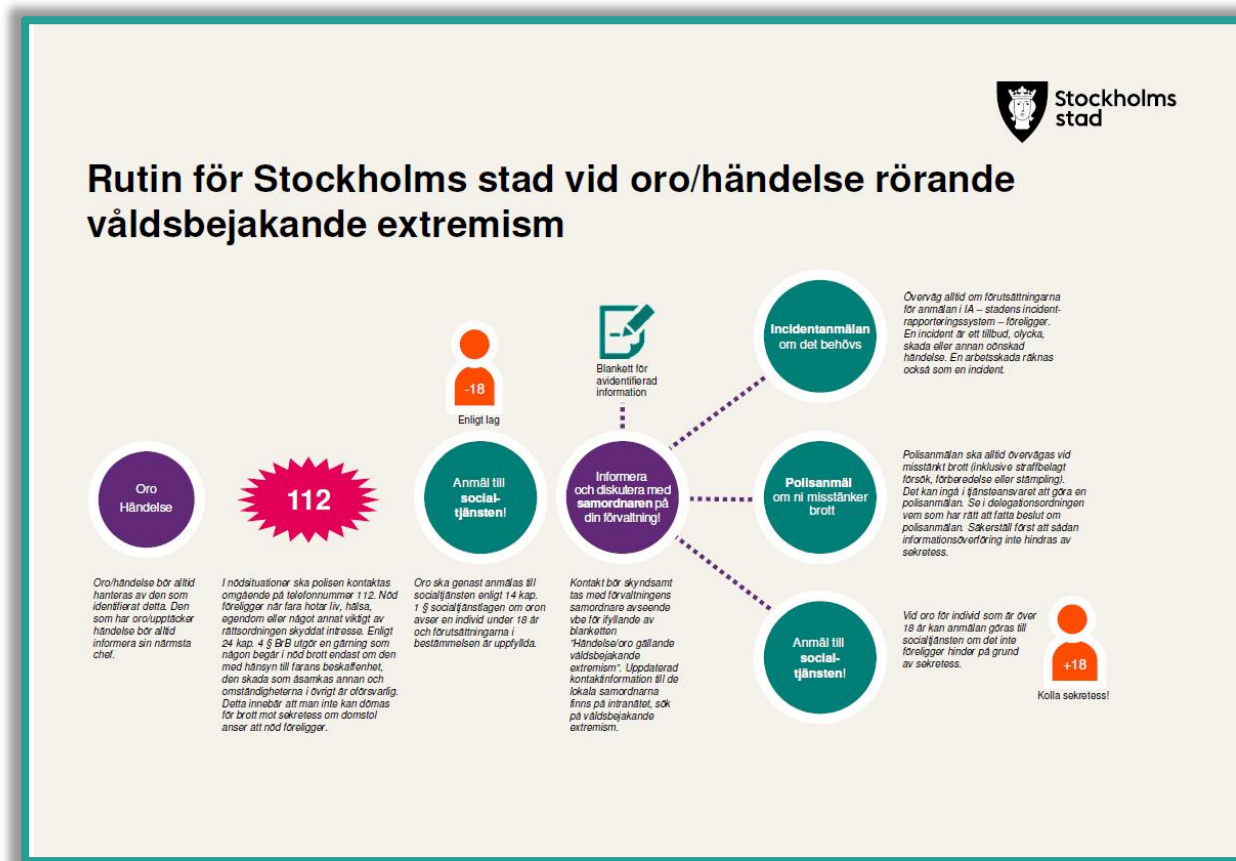 Stockholms
stad
Rutin för Stockholms stad vid oro/händelse rörande
våldsbejakande extremism
Oro
Händelse
Oro/händelse bör alltid
hanteras av den som
identifierat detta. Den
som har oro/upptäcker
händelse bör alltid
informera sin närmsta
chef.
112
I nödsituationer ska polisen kontaktas
omgående på telefonnummer 112. Nöd
föreligger när fara hotar liv, hälsa,
egendom eller något annat viktigt av
rättsordningen skyddat intresse. Enligt
24 kap. 4 § BrB utgör en gärning som
någon begår i nöd brott endast om den
med hänsyn till farans beskaffenhet,
den skada som åsamkas annan och
omständigheterna i övrigt är oförsvarlig.
Detta innebär att man inte kan dömas
för brott mot sekretess om domstol
anser att nöd föreligger.
-18
Enligt lag
Anmäl till
social-
tjänsten!
Oro ska genast anmälas till
socialtjänsten enligt 14 kap.
1 § socialtjänstlagen om oron
avser en individ under 18 år
och förutsättningarna i
bestämmelsen är uppfyllda.
Blankett för
avidentifierad
information
Informera
och diskutera med
samordnaren på
din förvaltning!
Kontakt bör skyndsamt
tas med förvaltningens
samordnare avseende
vbe för ifyllande av
blanketten
"Händelse/oro gällande
våldsbejakande
extremism". Uppdaterad
kontaktinformation till de
lokala samordnarna
finns på intranätet, sök
på våldsbejakande
extremism.
Incidentanmälan
om det behövs
Överväg alltid om förutsättningarna
för anmälan i IA – stadens incident-
rapporteringssystem – föreligger.
En incident är ett tillbud, olycka,
skada eller annan oönskad
händelse. En arbetsskada räknas
också som en incident.
Polisanmäl
om ni misstänker
brott
Polisanmälan ska alltid övervägas vid
misstänkt brott (inklusive straffbelagt
försök, förberedelse eller stämpling).
Det kan ingå i tjänsteansvaret att göra en
polisanmälan. Se i delegationsordningen
vem som har rätt att fatta beslut om
polisanmälan. Säkerställ först att sådan
informationsöverföring inte hindras av
sekretess.
Anmäl till
social-
tjänsten!
Vid oro för individ som är över
18 år kan anmälan göras till
socialtjänsten om det inte
föreligger hinder på grund
av sekretess.
+18
Kolla sekretess!